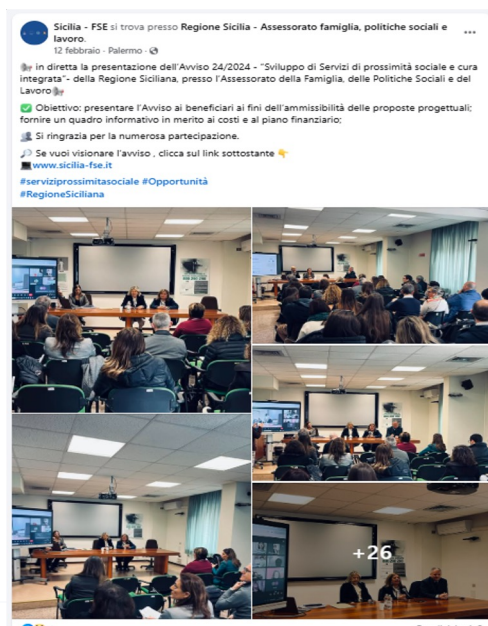 Sicilia - FSE si trova presso Regione Sicilia - Assessorato famiglia, politiche sociali e
lavoro.
12 febbraio · Palermo ·
in diretta la presentazione dell'Avviso 24/2024 - "Sviluppo di Servizi di prossimità sociale e cura
integrata"- della Regione Siciliana, presso l'Assessorato della Famiglia, delle Politiche Sociali e del
Lavoro
Obiettivo: presentare l'Avviso ai beneficiari ai fini dell'ammissibilità delle proposte progettuali;
fornire un quadro informativo in merito ai costi e al piano finanziario;
Si ringrazia per la numerosa partecipazione.
Se vuoi visionare l'avviso , clicca sul link sottostante
www.sicilia-fse.it
#serviziprossimitasociale #Opportunità
#RegioneSiciliana
+26